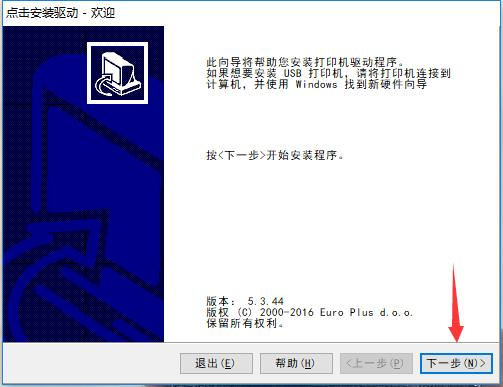 点击安装驱动 - 欢迎
此向导将帮助您安装打印机驱动程序。
如果想要安装 USB 打印机，请将打印机连接到
计算机，并使用 Windows 找到新硬件向导
按<下一步>开始安装程序。
版本: 5.3.44
版权 (C) 2000-2016 Euro Plus d.o.o.
保留所有权利。
退出(E) 帮助(H) <上一步(P) 下一步(N)>